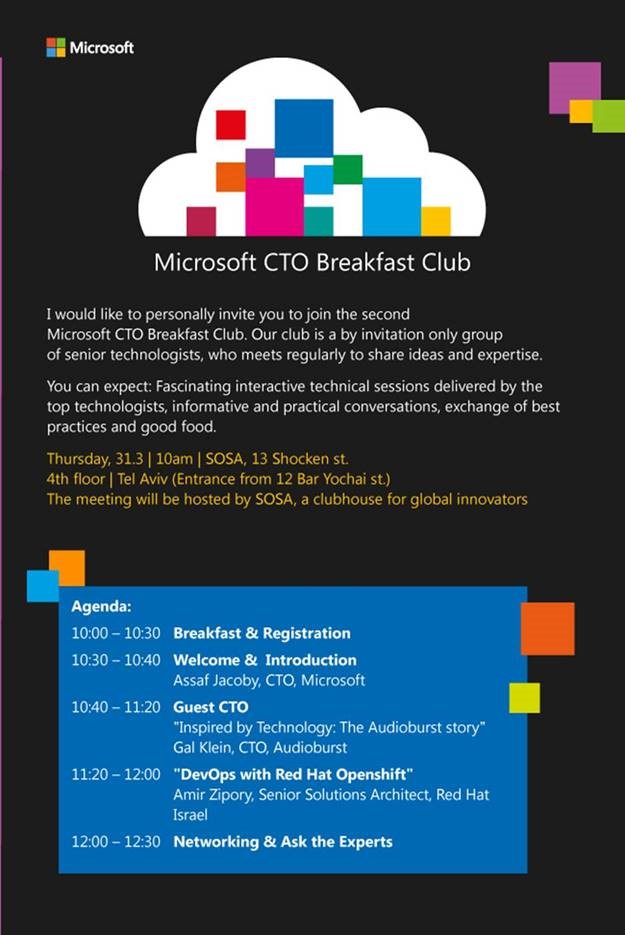 Microsoft
Microsoft CTO Breakfast Club
I would like to personally invite you to join the second
Microsoft CTO Breakfast Club. Our club is a by invitation only group
of senior technologists, who meets regularly to share ideas and expertise.
You can expect: Fascinating interactive technical sessions delivered by the
top technologists, informative and practical conversations, exchange of best
practices and good food.
Thursday, 31.3 | 10am | SOSA, 13 Shocken st.
4th floor | Tel Aviv (Entrance from 12 Bar Yochai st.)
The meeting will be hosted by SOSA, a clubhouse for global innovators
Agenda:
10:00 – 10:30 Breakfast & Registration
10:30 – 10:40 Welcome & Introduction
Assaf Jacoby, CTO, Microsoft
10:40 – 11:20 Guest CTO
"Inspired by Technology: The Audioburst story"
Gal Klein, CTO, Audioburst
11:20 – 12:00 "DevOps with Red Hat Openshift"
Amir Zipory, Senior Solutions Architect, Red Hat
Israel
12:00 – 12:30 Networking & Ask the Experts